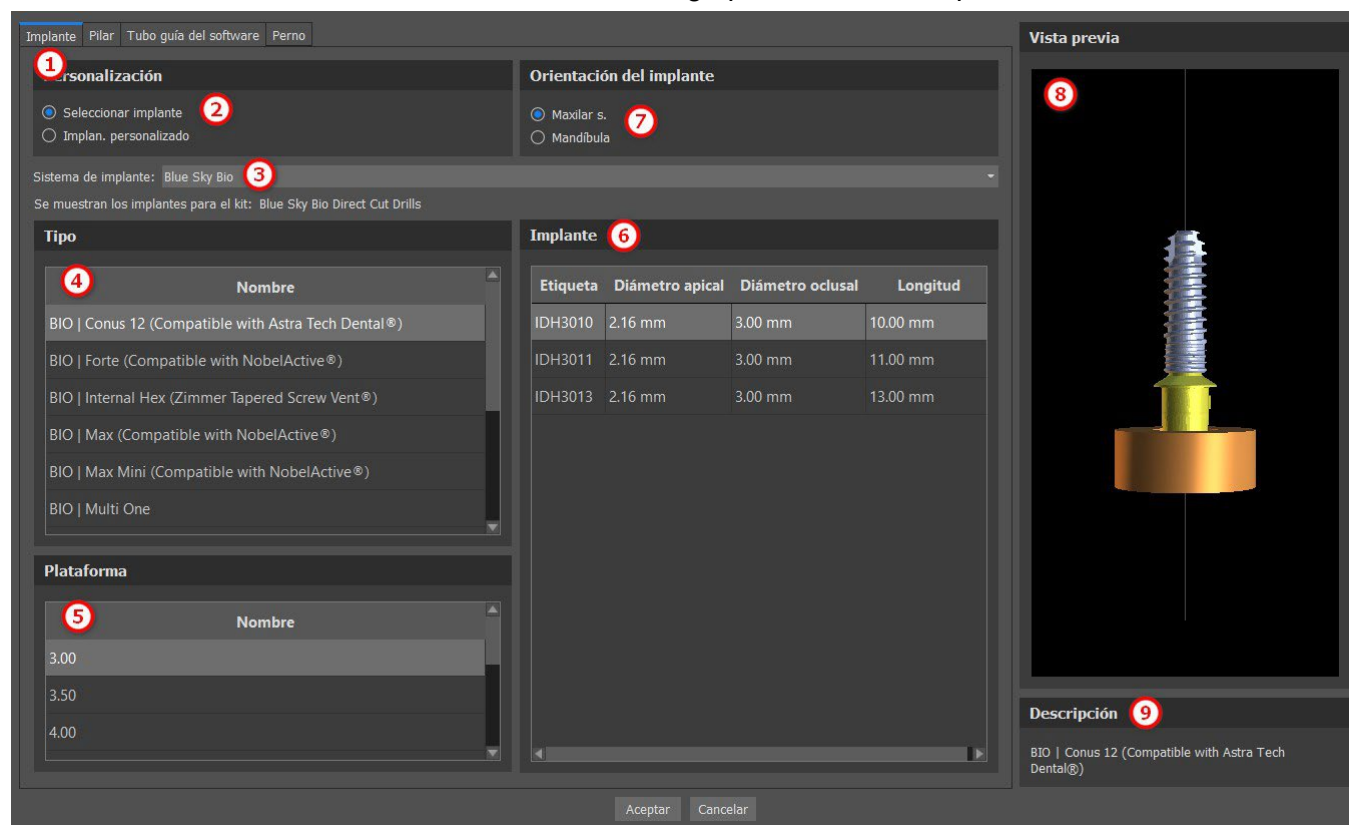 Implante Pilar Tubo guía del software Perno
1
Personalización
Seleccionar implante 2
Implan. personalizado
Orientación del implante
Maxilar s. 7
Mandíbula
Sistema de implante: Blue Sky Bio 3
Se muestran los implantes para el kit: Blue Sky Bio Direct Cut Drills
Tipo
4 Nombre
BIO | Conus 12 (Compatible with Astra Tech Dental®)
BIO | Forte (Compatible with NobelActive®)
BIO | Internal Hex (Zimmer Tapered Screw Vent®)
BIO | Max (Compatible with NobelActive®)
BIO | Max Mini (Compatible with NobelActive®)
BIO | Multi One
Plataforma
5 Nombre
3.00
3.50
4.00
Implante 6
Etiqueta Diámetro apical Diámetro oclusal Longitud
IDH3010 2.16 mm 3.00 mm 10.00 mm
IDH3011 2.16 mm 3.00 mm 11.00 mm
IDH3013 2.16 mm 3.00 mm 13.00 mm
Vista previa
8
Descripción 9
BIO | Conus 12 (Compatible with Astra Tech
Dental®)
Aceptar Cancelar